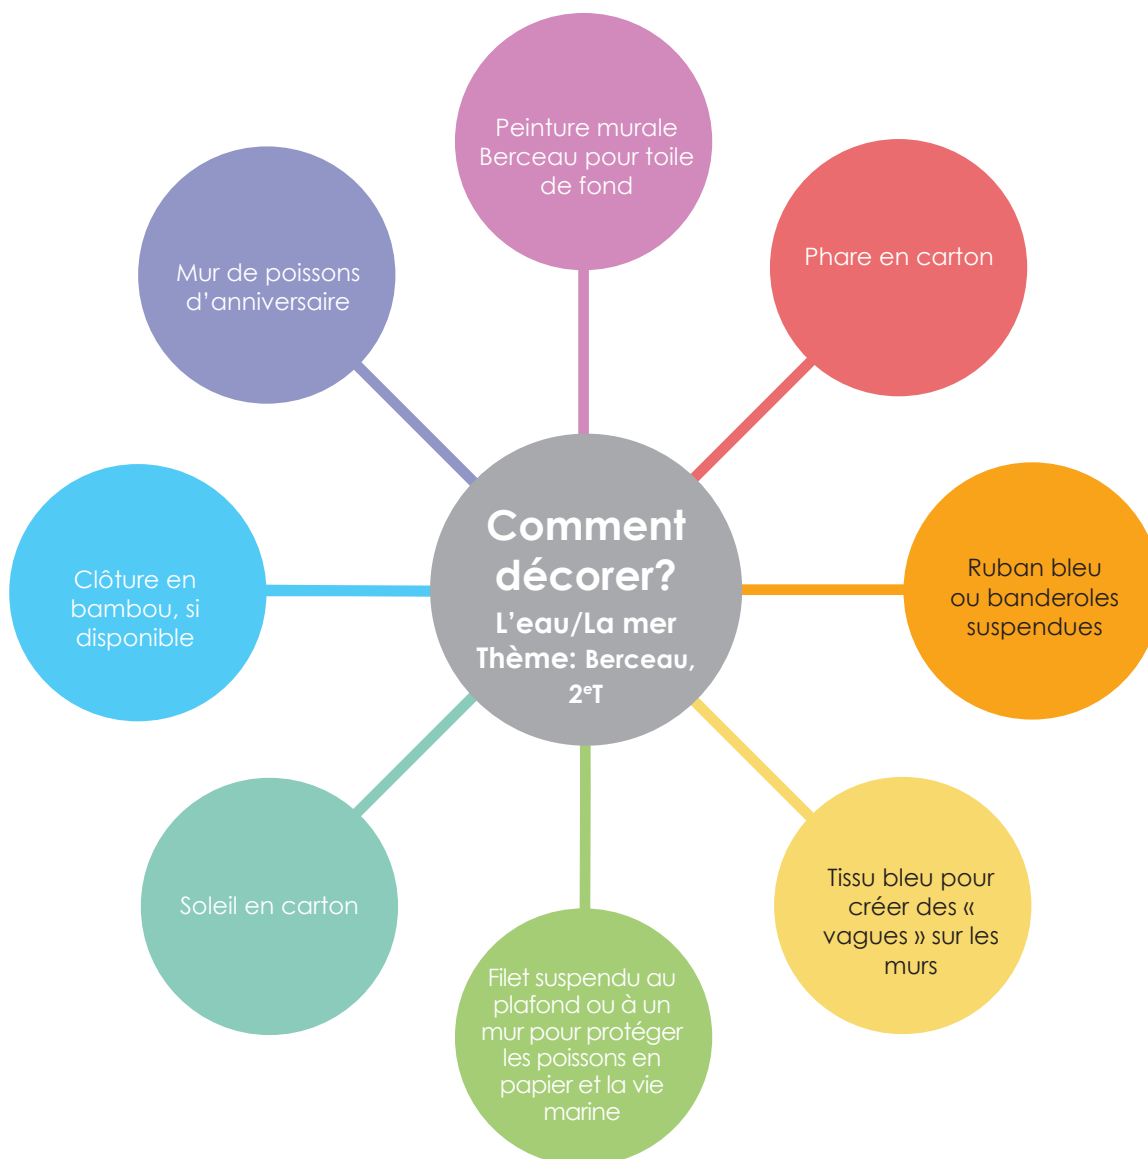 Peinture murale
Berceau pour toile
de fond
Phare en carton
Mur de poissons
d’anniversaire
Comment
décorer?
L’eau/La mer
Thème: Berceau,
2eT
Ruban bleu
ou banderoles
suspendues
Clôture en
bambou, si
disponible
Tissu bleu pour
créer des «
vagues » sur les
murs
Soleil en carton
Filet suspendu au
plafond ou à un
mur pour protéger
les poissons en
papier et la vie
marine